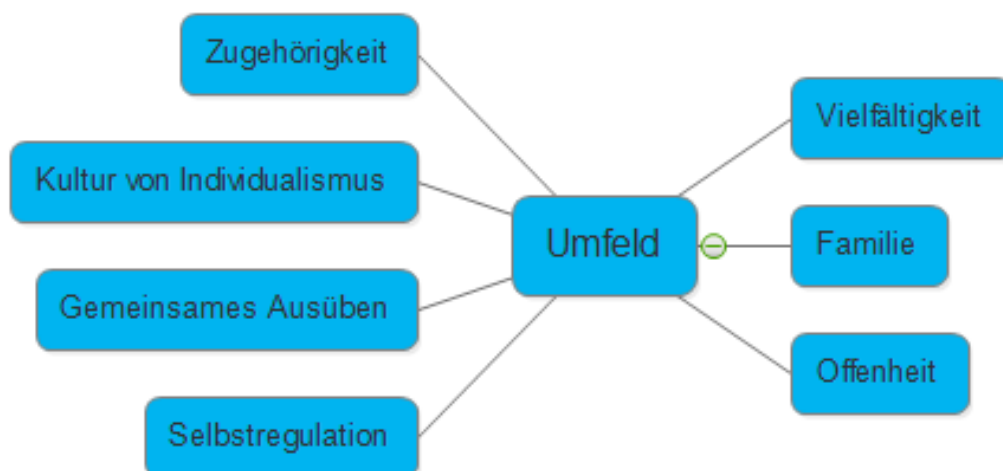 Zugehörigkeit
Kultur von Individualismus
Gemeinsames Ausüben
Selbstregulation
Umfeld
Vielfältigkeit
Familie
Offenheit